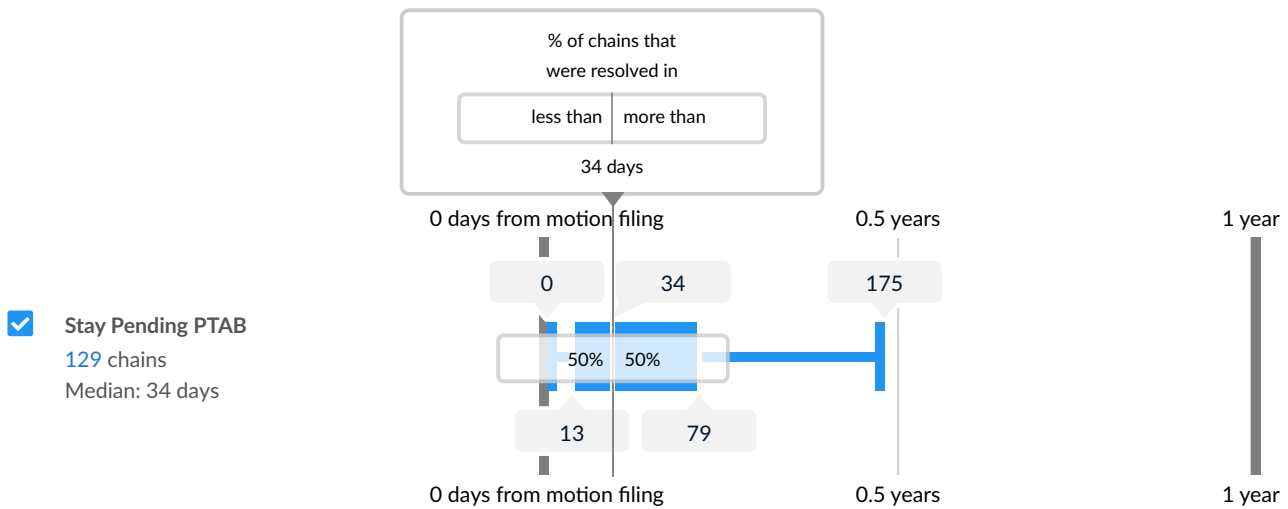 % of chains that
were resolved in
less than more than
34 days
0 days from motion filing 0.5 years 1 year
0 34 175
Stay Pending PTAB
129 chains
Median: 34 days
50% 50%
13 79
0 days from motion filing 0.5 years 1 year